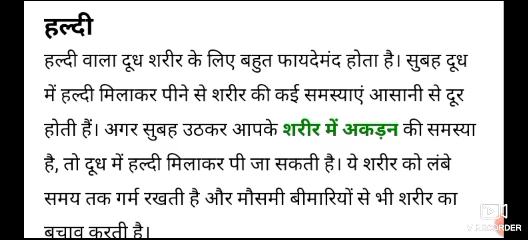 हल्दी
हल्दी वाला दूध शरीर के लिए बहुत फायदेमंद होता है। सुबह दूध
में हल्दी मिलाकर पीने से शरीर की कई समस्याएं आसानी से दूर
होती हैं। अगर सुबह उठकर आपके शरीर में अकड़न की समस्या
है, तो दूध में हल्दी मिलाकर पी जा सकती है। ये शरीर को लंबे
समय तक गर्म रखती है और मौसमी बीमारियों से भी शरीर का
बचाव करती है।
V RECORDER